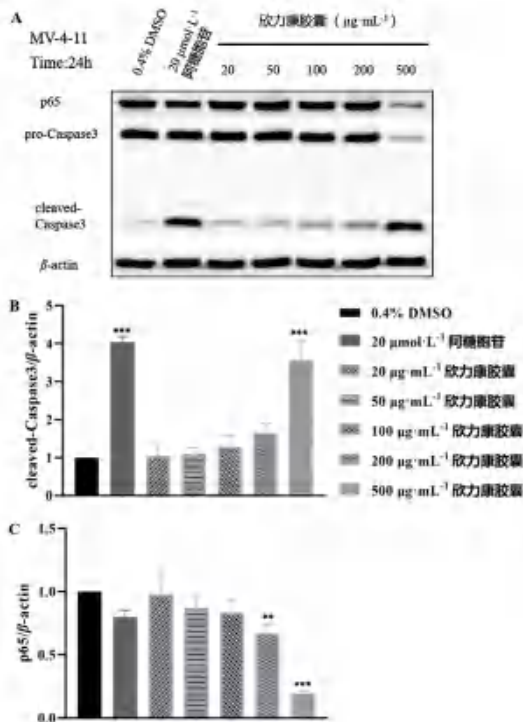 A
MV-4-11
Time:24h
0.4% DMSO
20 μmol·L⁻¹
阿糖胞苷
欣力康胶囊（ μg·mL⁻¹）
20 50 100 200 500
p65
pro-Caspase3
cleaved-
Caspase3
β-actin
B
cleaved-Caspase3/β-actin
5
4
3
2
1
0
***
***
0.4% DMSO
20 μmol·L⁻¹ 阿糖胞苷
20 μg·mL⁻¹ 欣力康胶囊
50 μg·mL⁻¹ 欣力康胶囊
100 μg·mL⁻¹ 欣力康胶囊
200 μg·mL⁻¹ 欣力康胶囊
500 μg·mL⁻¹ 欣力康胶囊
C
p65/β-actin
1.5
1.0
0.5
0.0
**
***